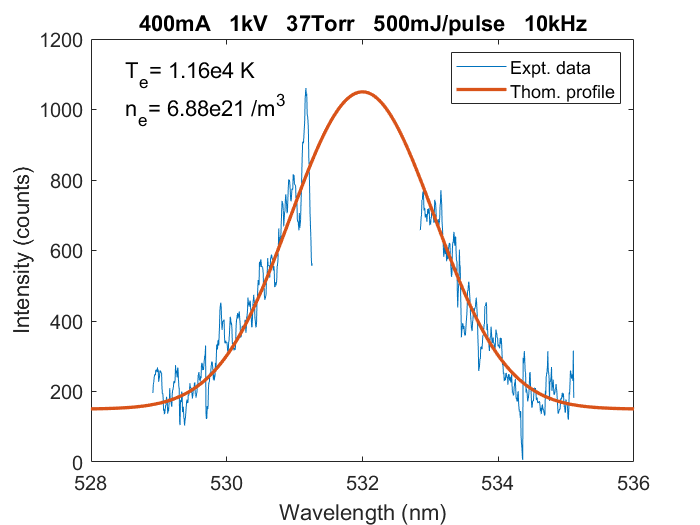 400mA 1kV 37Torr 500mJ/pulse 10kHz
Te= 1.16e4 K
ne= 6.88e21 /m3
Expt. data
Thom. profile
Intensity (counts)
1200
1000
800
600
400
200
0
528 530 532 534 536
Wavelength (nm)